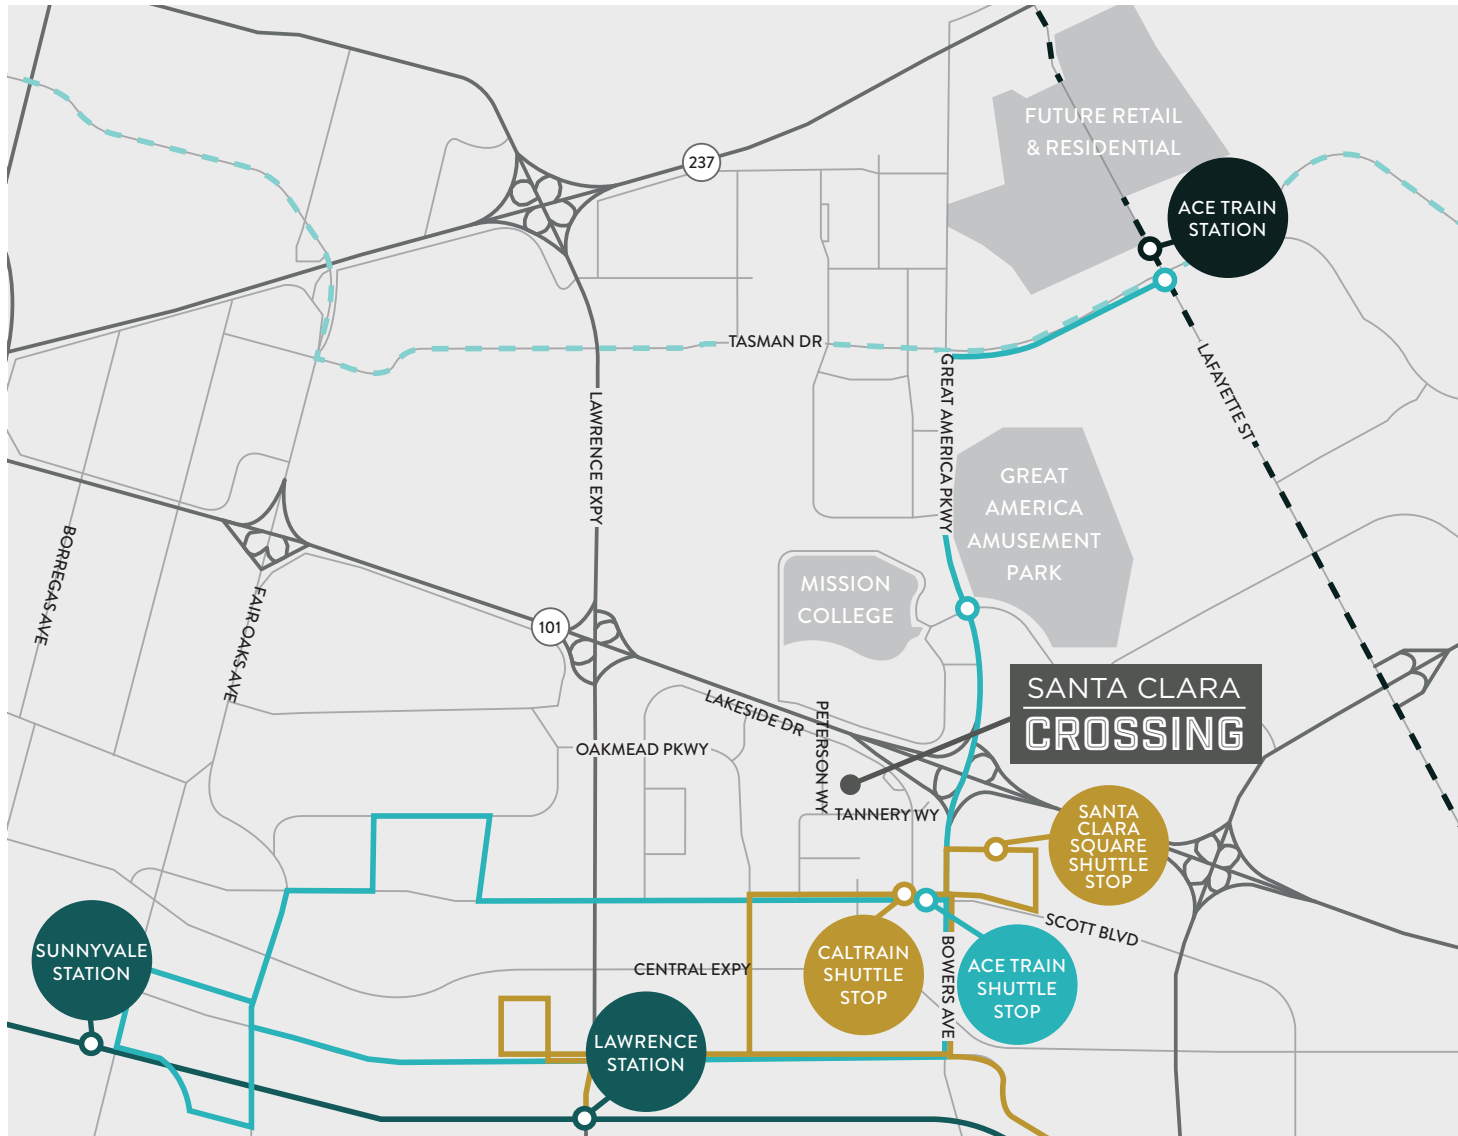 FUTURE RETAIL
& RESIDENTIAL
237
ACE TRAIN
STATION
TASMAN DR
LAFAYETTE ST
GREAT AMERICA PKWY
LAWRENCE EXPY
GREAT
AMERICA
AMUSEMENT
PARK
BORREGAS AVE
FAIR OAKS AVE
MISSION
COLLEGE
101
SANTA CLARA
CROSSING
LAKESIDE DR
PETERSON WY
OAKMEAD PKWY
TANNERY WY
SANTA
CLARA
SQUARE
SHUTTLE
STOP
SCOTT BLVD
SUNNYVALE
STATION
CENTRAL EXPY
CALTRAIN
SHUTTLE
STOP
BOWERS AVE
ACE TRAIN
SHUTTLE
STOP
LAWRENCE
STATION